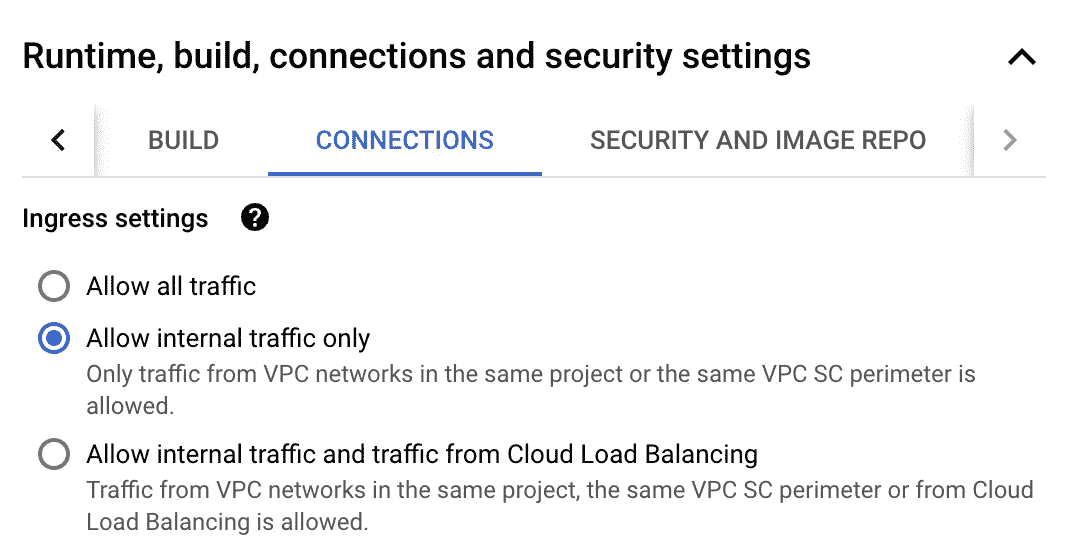 Runtime, build, connections and security settings
BUILD CONNECTIONS SECURITY AND IMAGE REPO
Ingress settings ?
Allow all traffic
Allow internal traffic only
Only traffic from VPC networks in the same project or the same VPC SC perimeter is
allowed.
Allow internal traffic and traffic from Cloud Load Balancing
Traffic from VPC networks in the same project, the same VPC SC perimeter or from Cloud
Load Balancing is allowed.